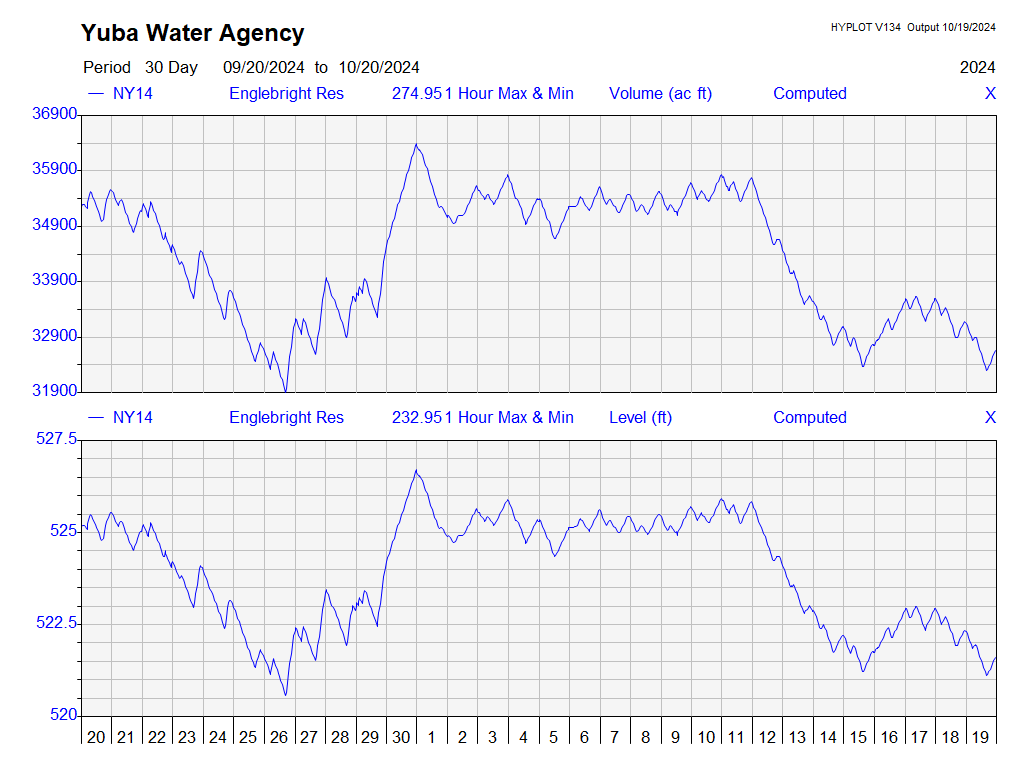 Yuba Water Agency
HYPLOT V134 Output 10/19/2024
Period 30 Day 09/20/2024 to 10/20/2024 2024
NY14 Englebright Res 274.951 Hour Max & Min Volume (ac ft) Computed X
36900
35900
34900
33900
32900
31900
NY14 Englebright Res 232.951 Hour Max & Min Level (ft) Computed X
527.5
525
522.5
520
20 21 22 23 24 25 26 27 28 29 30 1 2 3 4 5 6 7 8 9 10 11 12 13 14 15 16 17 18 19